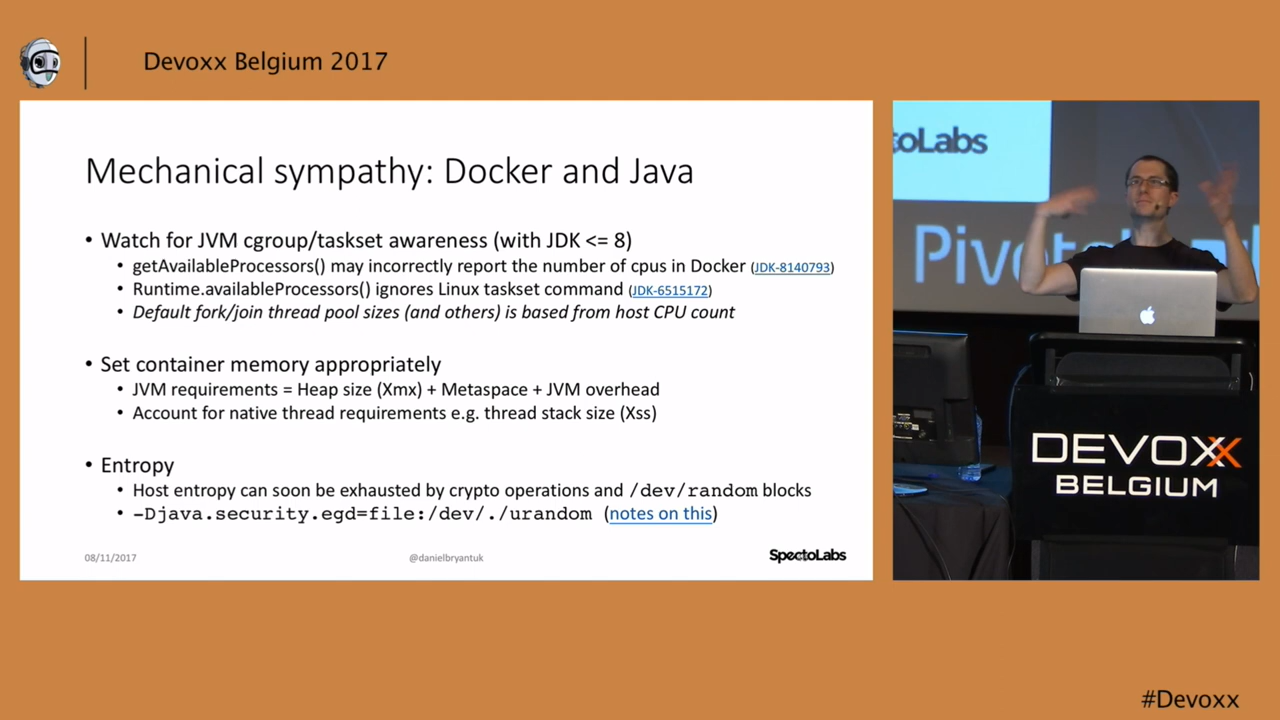 Devoxx Belgium 2017
Mechanical sympathy: Docker and Java
• Watch for JVM cgroup/taskset awareness (with JDK <= 8)
• getAvailableProcessors() may incorrectly report the number of cpus in Docker (JDK-8140793)
• Runtime.availableProcessors() ignores Linux taskset command (JDK-6515172)
• Default fork/join thread pool sizes (and others) is based from host CPU count
• Set container memory appropriately
• JVM requirements = Heap size (Xmx) + Metaspace + JVM overhead
• Account for native thread requirements e.g. thread stack size (Xss)
• Entropy
• Host entropy can soon be exhausted by crypto operations and /dev/random blocks
• -Djava.security.egd=file:/dev/./urandom (notes on this)
08/11/2017
@danielbryantuk
SpectoLabs
ctoLabs
DEVOXX
BELGIUM
#Devoxx